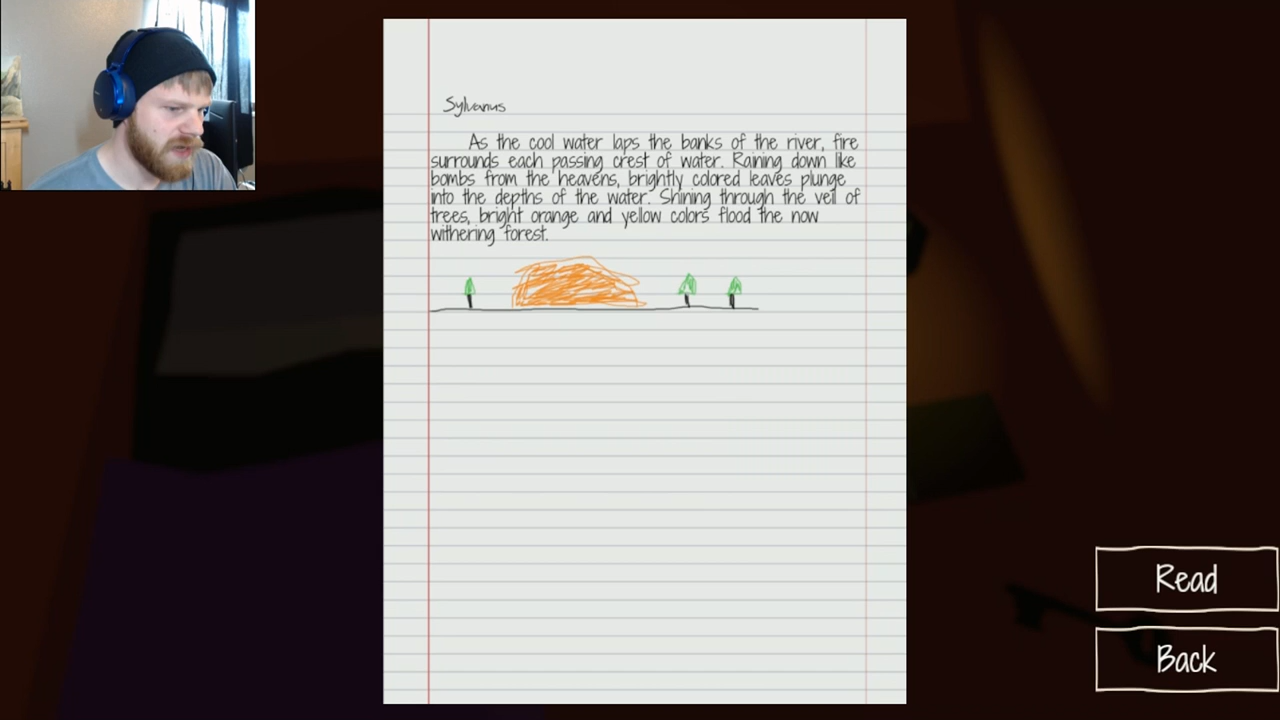 Sylvanus
As the cool water laps the banks of the river, fire
surrounds each passing crest of water. Raining down like
bombs from the heavens, brightly colored leaves plunge
into the depths of the water. Shining through the veil of
trees, bright orange and yellow colors flood the now
withering forest.
Read
Back